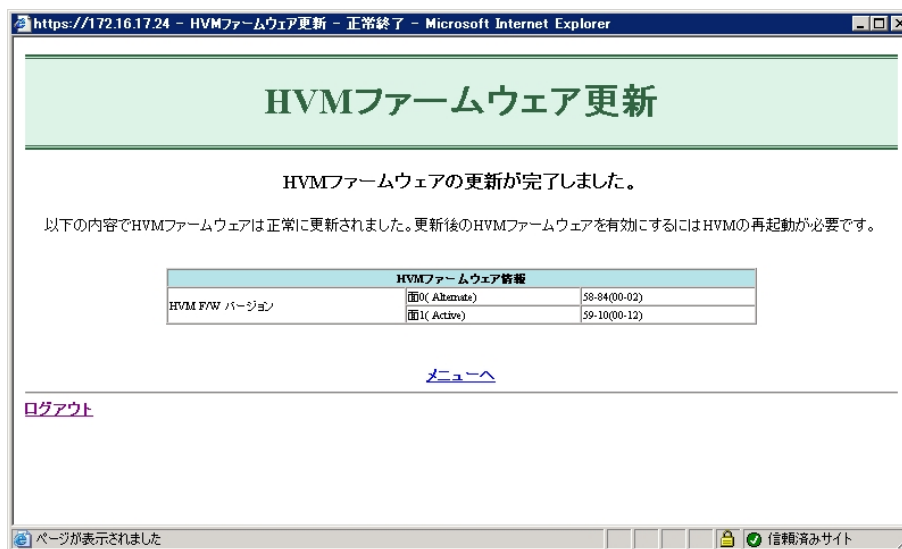 https://172.16.17.24 - HVMファームウェア更新 - 正常終了 - Microsoft Internet Explorer
HVMファームウェア更新
HVMファームウェアの更新が完了しました。
以下の内容でHVMファームウェアは正常に更新されました。更新後のHVMファームウェアを有効にするにはHVMの再起動が必要です。
HVMファームウェア情報
HVM F/W バージョン
面0( Alternate) 58-84(00-02)
面1( Active) 59-10(00-12)
メニューへ
ログアウト
ページが表示されました 信頼済みサイト